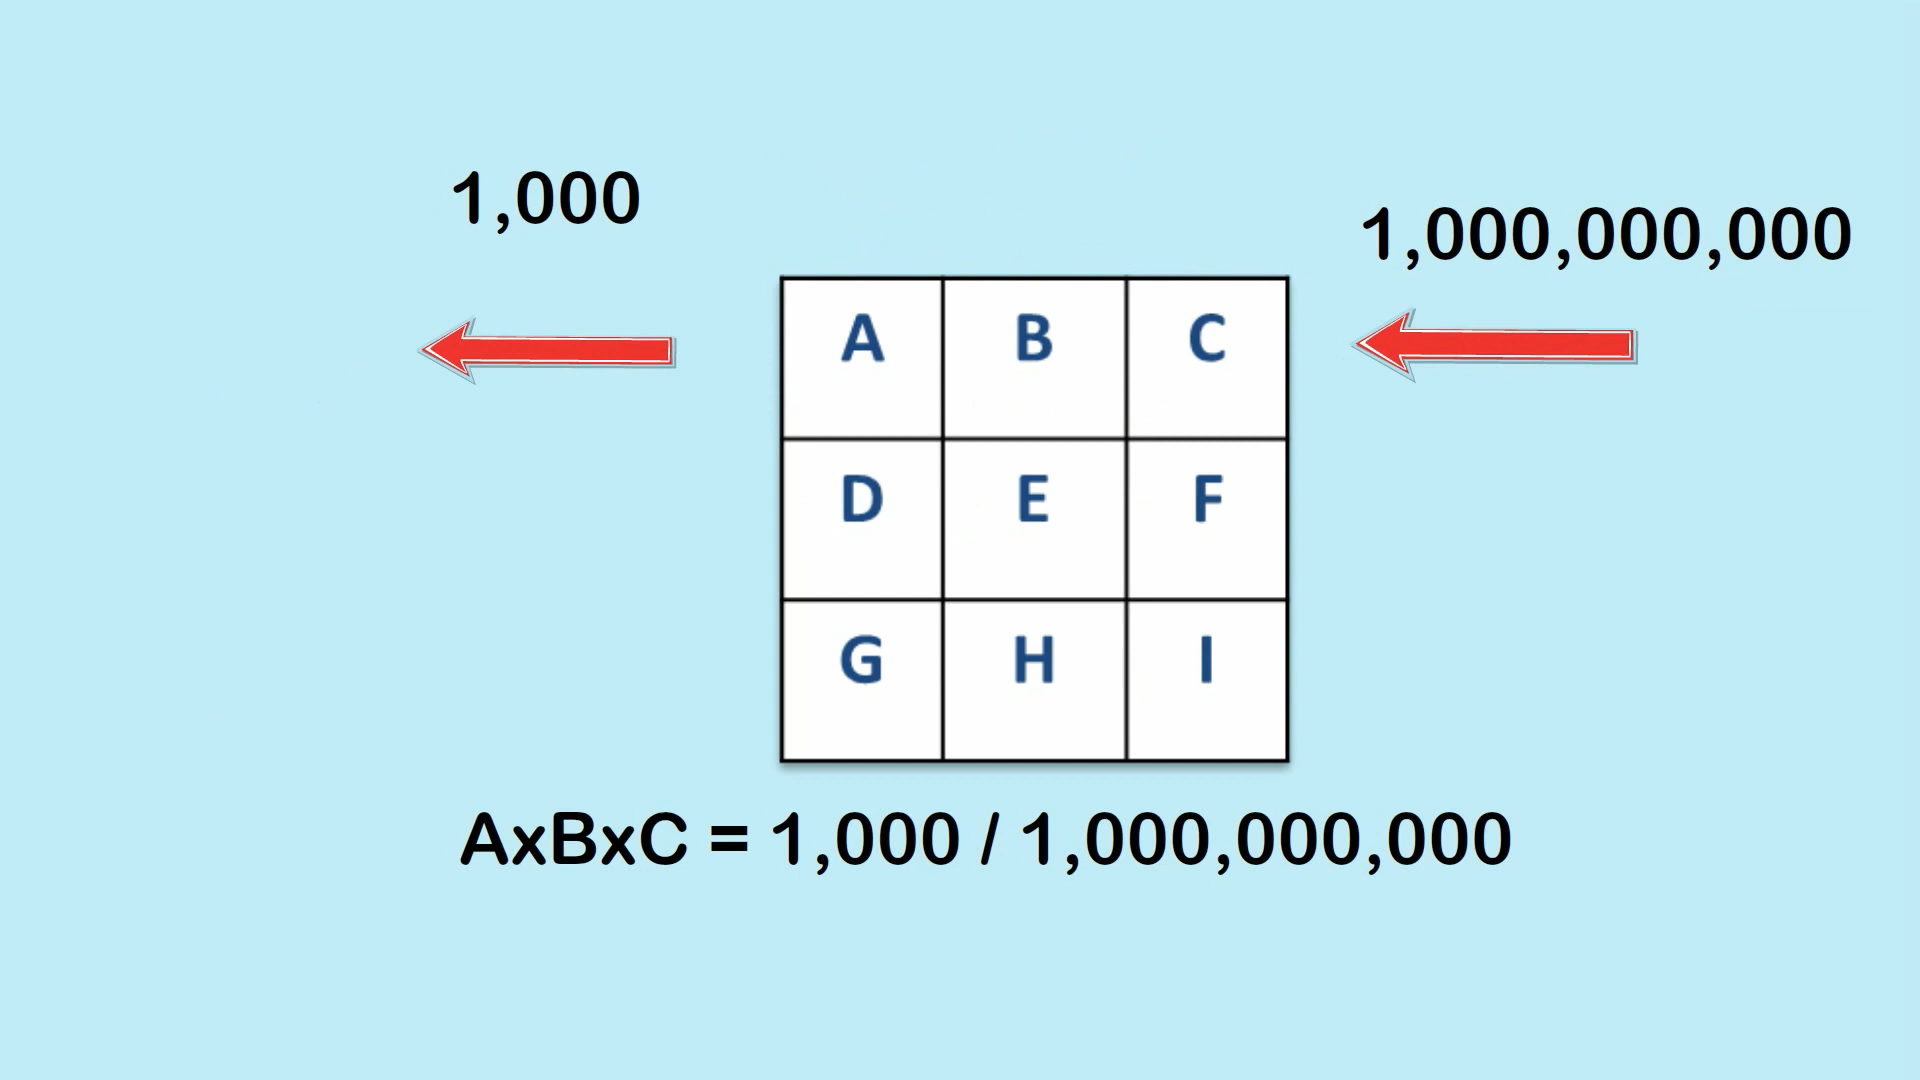 1,000
1,000,000,000
A B C
D E F
G H I
AxBxC = 1,000 / 1,000,000,000